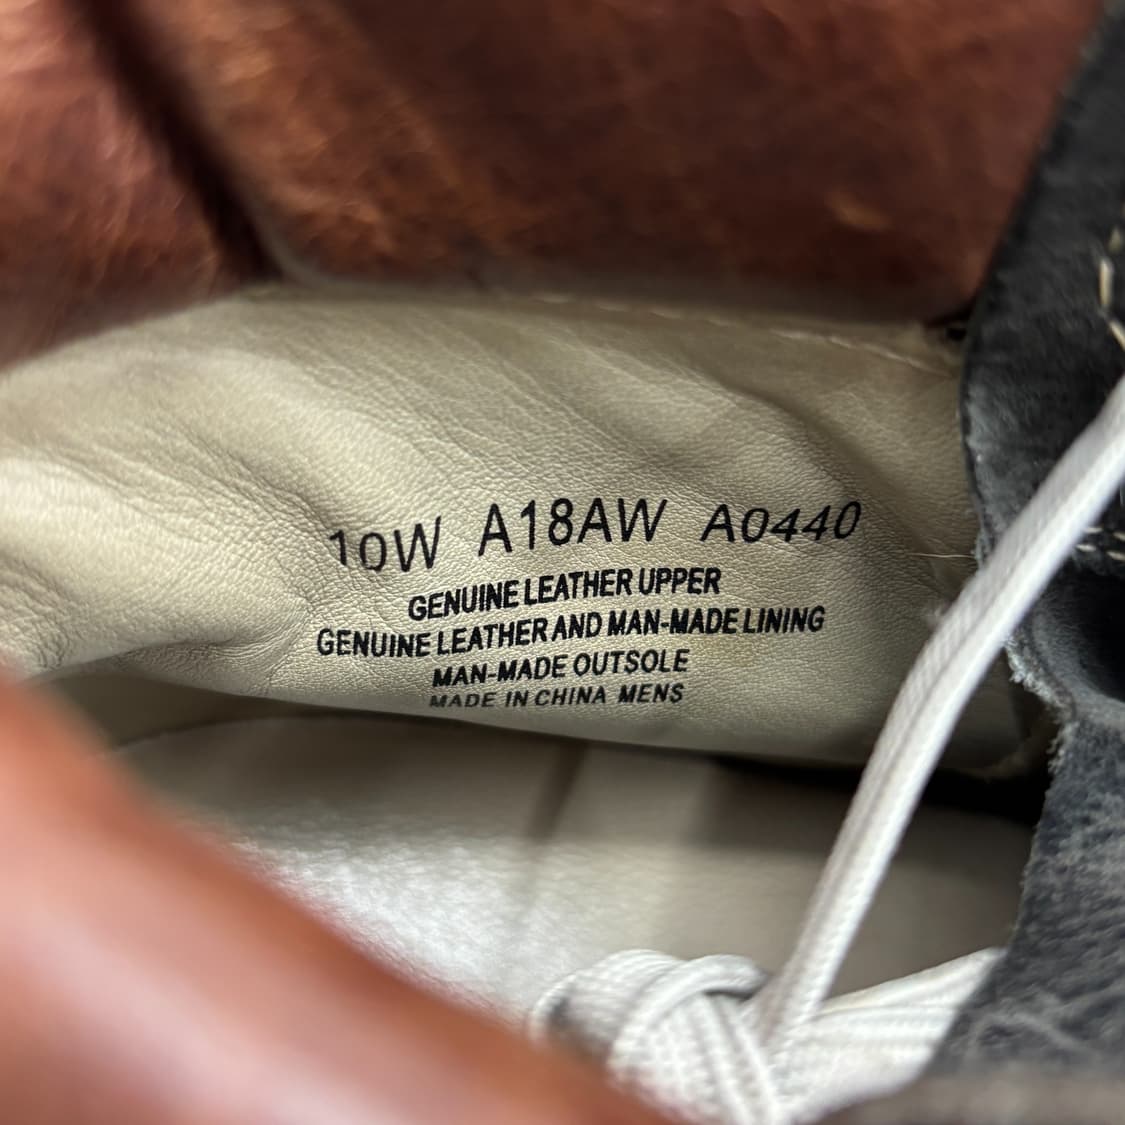 10W A18AW A0440
GENUINE LEATHER UPPER
GENUINE LEATHER AND MAN-MADE LINING
MAN-MADE OUTSOLE
MADE IN CHINA MENS